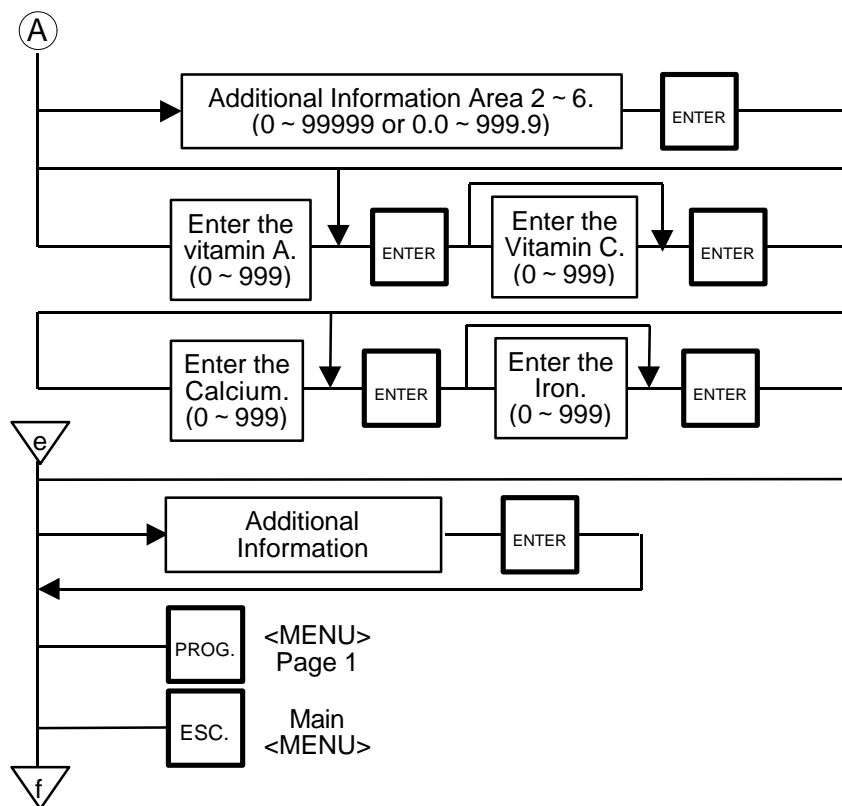 A
Additional Information Area 2 ~ 6.
(0 ~ 99999 or 0.0 ~ 999.9)
ENTER
Enter the
vitamin A.
(0 ~ 999)
ENTER
Enter the
Vitamin C.
(0 ~ 999)
ENTER
Enter the
Calcium.
(0 ~ 999)
ENTER
Enter the
Iron.
(0 ~ 999)
ENTER
e
Additional
Information
ENTER
PROG.
<MENU>
Page 1
ESC.
Main
<MENU>
f